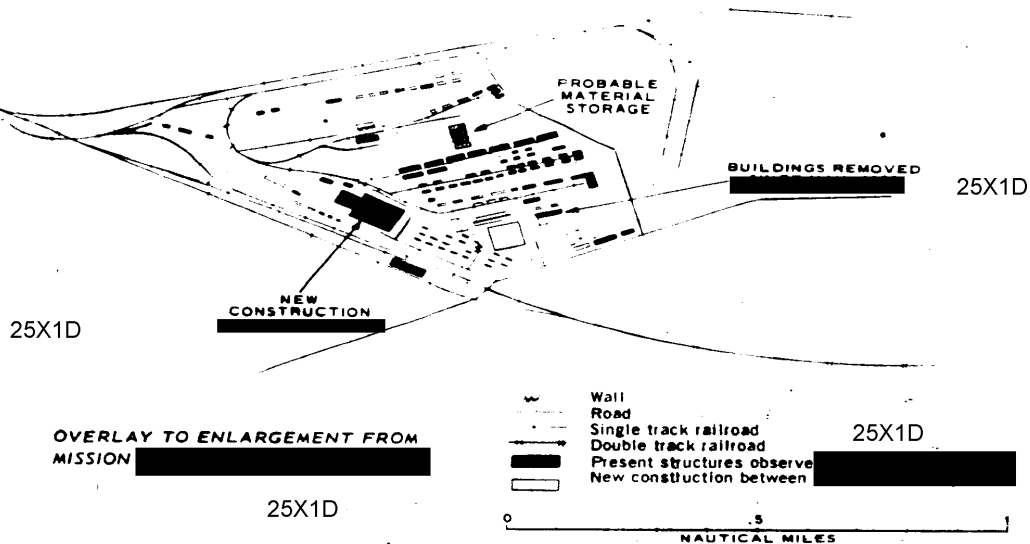 PROBABLE
MATERIAL
STORAGE
BUILDINGS REMOVED
25X1D
NEW
CONSTRUCTION
25X1D
OVERLAY TO ENLARGEMENT FROM
MISSION
25X1D
Wall
Road
Single track railroad
Double track railroad
Present structures observe
New construction between
25X1D
0 .5 1
NAUTICAL MILES